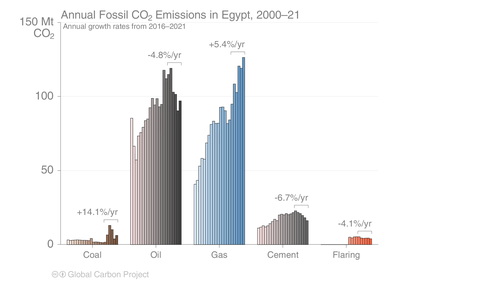 Annual Fossil CO₂ Emissions in Egypt, 2000–21
150 Mt
CO₂
Annual growth rates from 2016–2021
100
50
0
+14.1%/yr
-4.8%/yr
+5.4%/yr
-6.7%/yr
-4.1%/yr
Coal
Oil
Gas
Cement
Flaring
Global Carbon Project